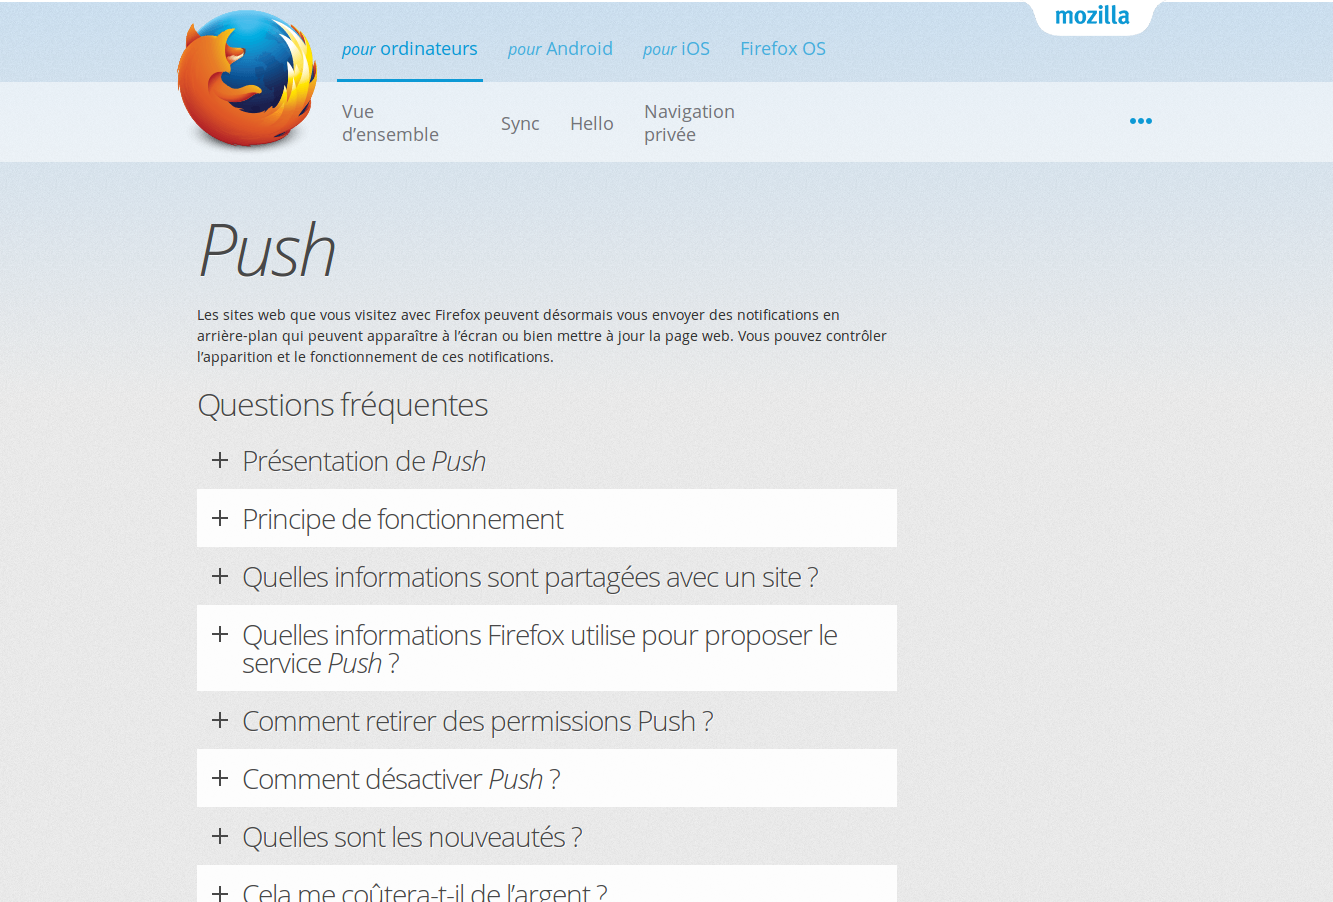 mozilla
pour ordinateurs
pour Android
pour iOS
Firefox OS
Vue
d’ensemble
Sync
Hello
Navigation
privée
Push
Les sites web que vous visitez avec Firefox peuvent désormais vous envoyer des notifications en
arrière-plan qui peuvent apparaître à l’écran ou bien mettre à jour la page web. Vous pouvez contrôler
l’apparition et le fonctionnement de ces notifications.
Questions fréquentes
Présentation de Push
Principe de fonctionnement
Quelles informations sont partagées avec un site ?
Quelles informations Firefox utilise pour proposer le
service Push ?
Comment retirer des permissions Push ?
Comment désactiver Push ?
Quelles sont les nouveautés ?
Cela me coûtera-t-il de l’argent ?